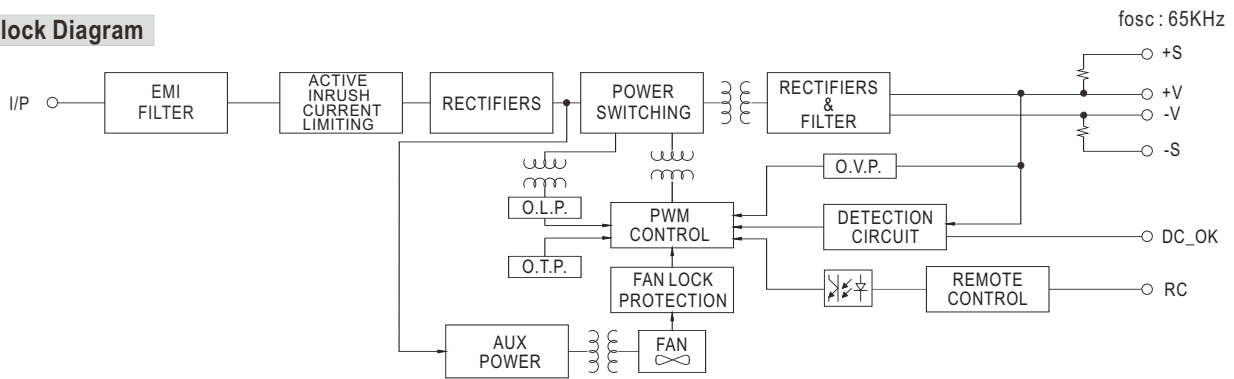 fosc : 65KHz
lock Diagram
I/P
EMI
FILTER
ACTIVE
INRUSH
CURRENT
LIMITING
RECTIFIERS
POWER
SWITCHING
RECTIFIERS
&
FILTER
+S
+V
-V
-S
O.V.P.
O.L.P.
PWM
CONTROL
DETECTION
CIRCUIT
DC_OK
O.T.P.
FAN LOCK
PROTECTION
REMOTE
CONTROL
RC
AUX
POWER
FAN